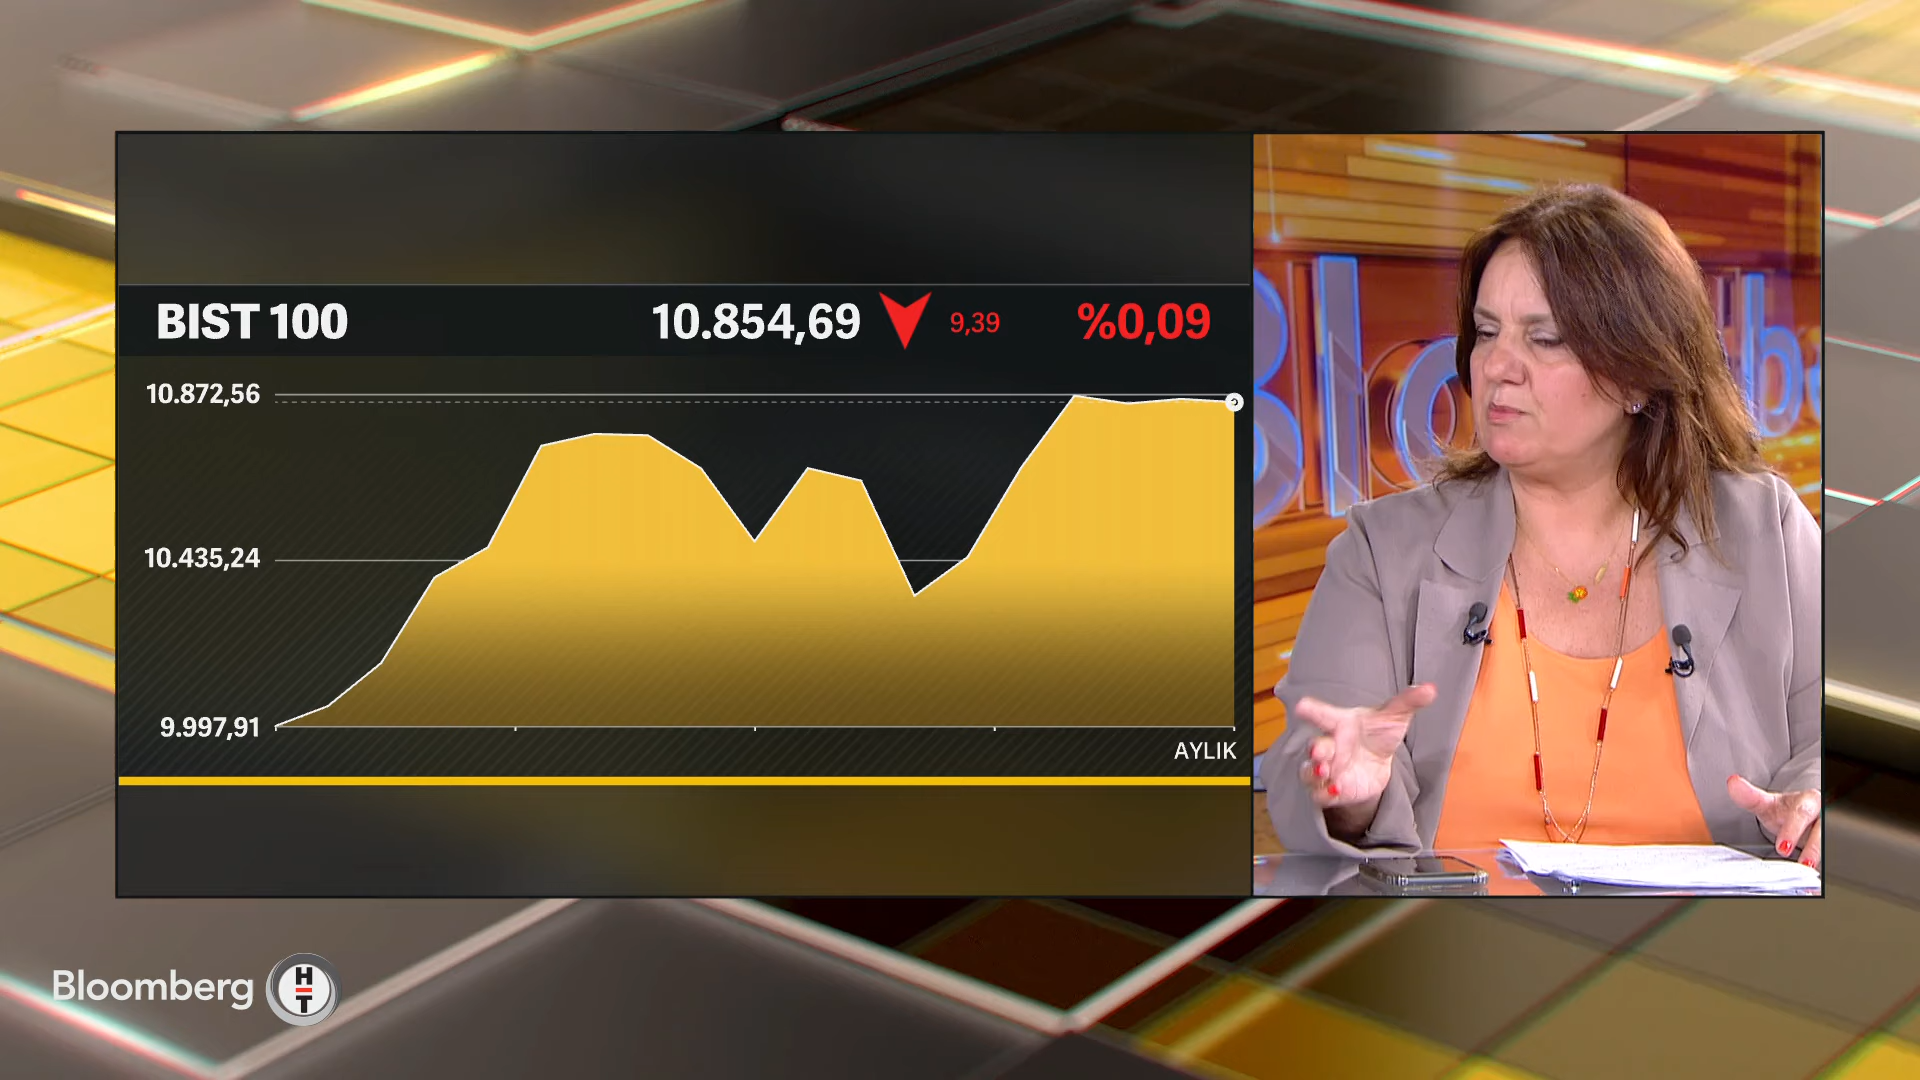 BIST 100 10.854,69 9,39 %0,09
10.872,56
10.435,24
9.997,91
AYLIK
Bloomberg HT